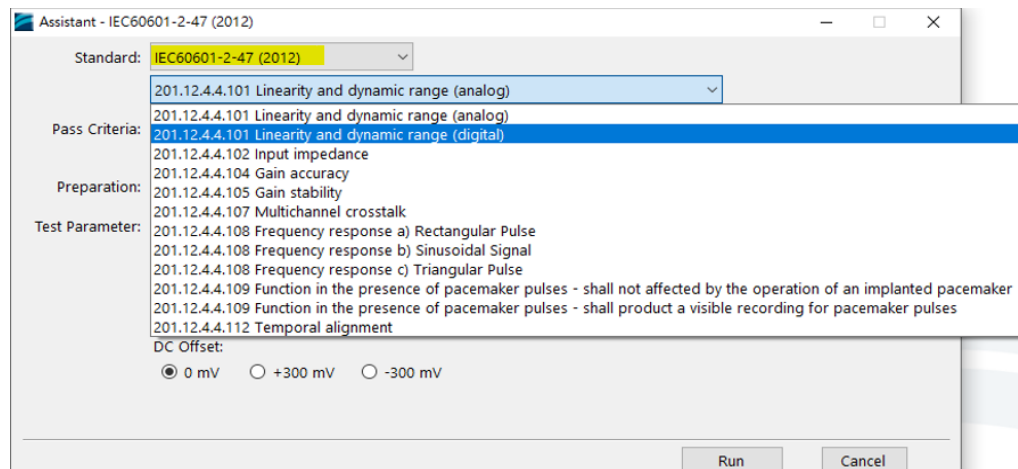 Assistant - IEC60601-2-47 (2012)
Standard: IEC60601-2-47 (2012)
201.12.4.4.101 Linearity and dynamic range (analog)
201.12.4.4.101 Linearity and dynamic range (analog)
Pass Criteria: 201.12.4.4.101 Linearity and dynamic range (digital)
201.12.4.4.102 Input impedance
201.12.4.4.104 Gain accuracy
Preparation: 201.12.4.4.105 Gain stability
201.12.4.4.107 Multichannel crosstalk
Test Parameter: 201.12.4.4.108 Frequency response a) Rectangular Pulse
201.12.4.4.108 Frequency response b) Sinusoidal Signal
201.12.4.4.108 Frequency response c) Triangular Pulse
201.12.4.4.109 Function in the presence of pacemaker pulses - shall not affected by the operation of an implanted pacemaker
201.12.4.4.109 Function in the presence of pacemaker pulses - shall product a visible recording for pacemaker pulses
201.12.4.4.112 Temporal alignment
DC Offset:
0 mV +300 mV -300 mV
Run Cancel